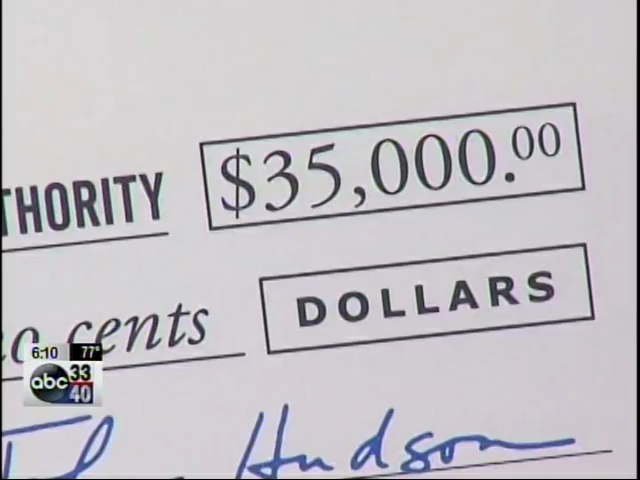 THORITY $35,000.00
cents DOLLARS
6:10 77°
abc 33 40
Hudson